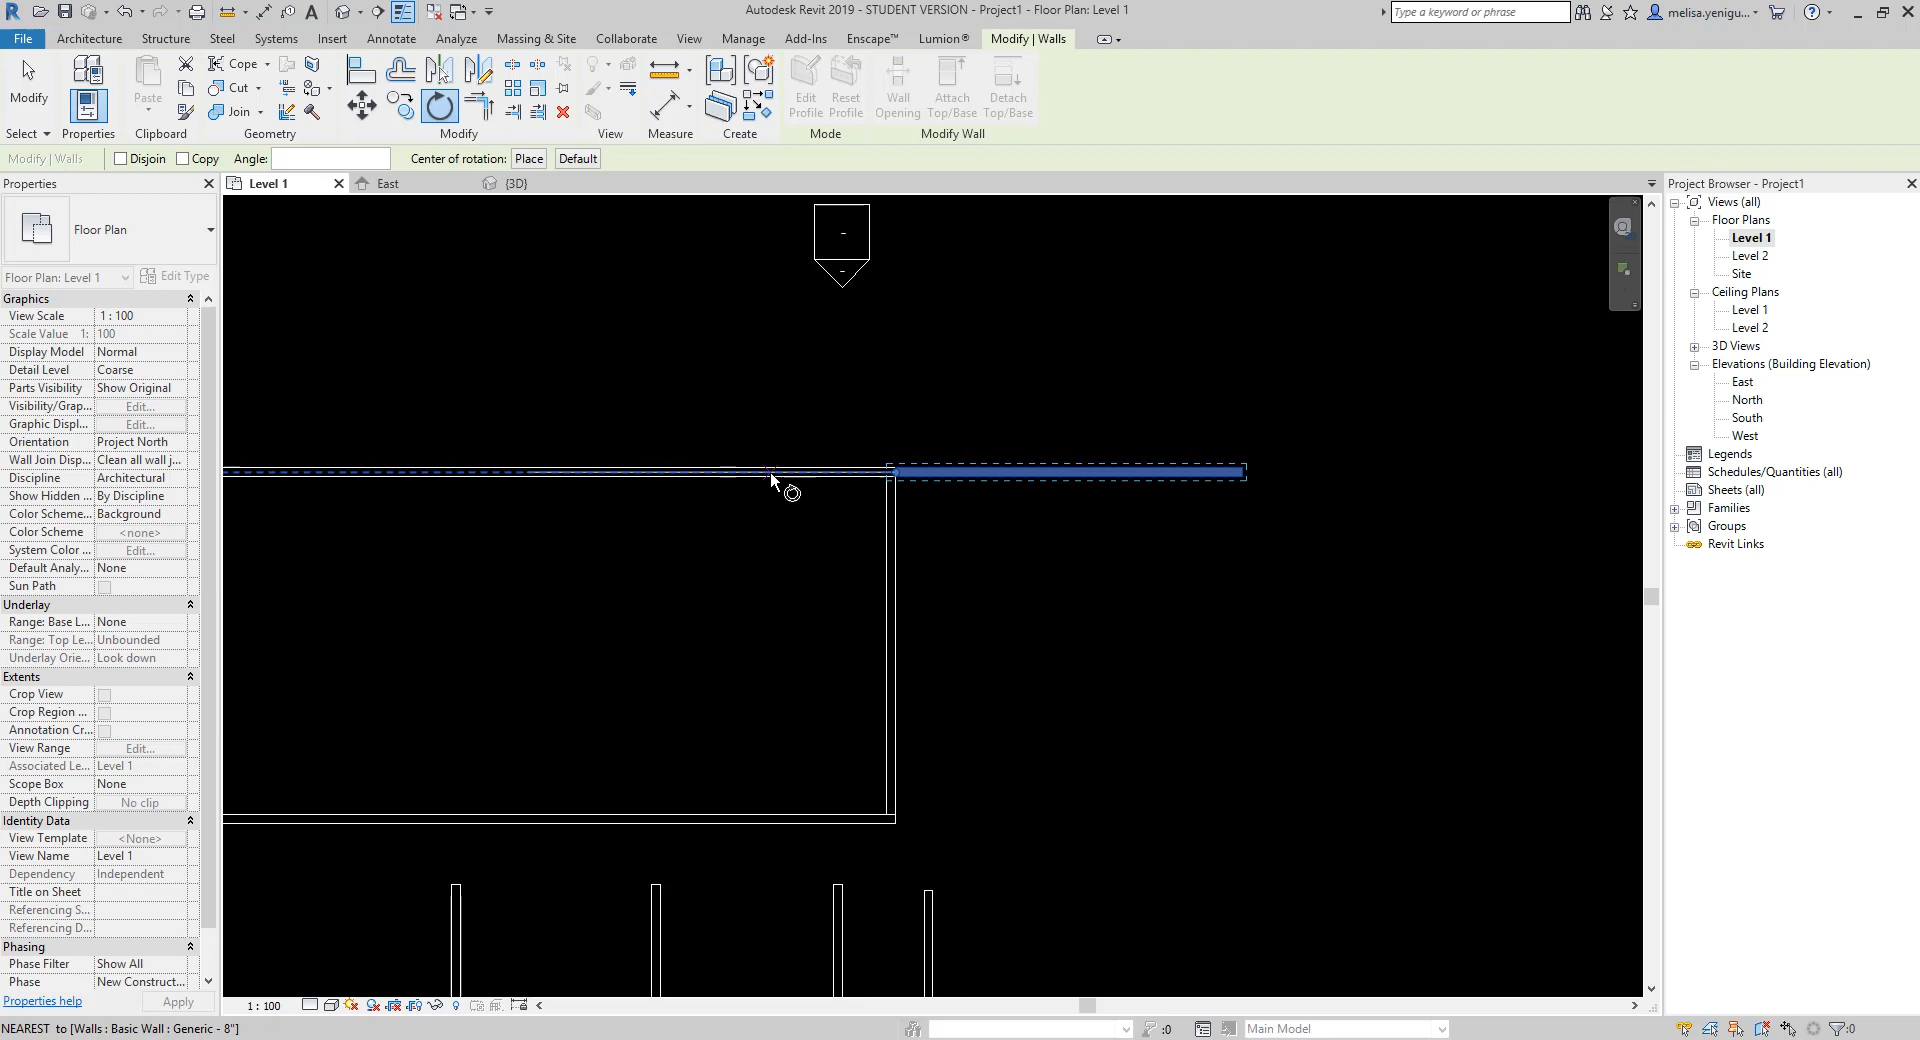 Autodesk Revit 2019 - STUDENT VERSION - Project1 - Floor Plan: Level 1
Type a keyword or phrase
melisa.yenigu...
File Architecture Structure Steel Systems Insert Annotate Analyze Massing & Site Collaborate View Manage Add-Ins Enscape™ Lumion® Modify | Walls
Modify
Paste
Cope
Cut
Join
Edit Profile
Reset Profile
Wall Opening
Attach Top/Base
Detach Top/Base
Select Properties Clipboard Geometry Modify View Measure Create Mode Modify Wall
Modify | Walls Disjoin Copy Angle: Center of rotation: Place Default
Properties
Level 1 East {3D}
Project Browser - Project1
Floor Plan
Floor Plan: Level 1 Edit Type
Graphics
View Scale 1 : 100
Scale Value 1: 100
Display Model Normal
Detail Level Coarse
Parts Visibility Show Original
Visibility/Grap... Edit...
Graphic Displ... Edit...
Orientation Project North
Wall Join Disp... Clean all wall j...
Discipline Architectural
Show Hidden ... By Discipline
Color Scheme... Background
Color Scheme <none>
System Color ... Edit...
Default Analy... None
Sun Path
Underlay
Range: Base L... None
Range: Top Le... Unbounded
Underlay Orie... Look down
Extents
Crop View
Crop Region ...
Annotation Cr...
View Range Edit...
Associated Le... Level 1
Scope Box None
Depth Clipping No clip
Identity Data
View Template <None>
View Name Level 1
Dependency Independent
Title on Sheet
Referencing S...
Referencing D...
Phasing
Phase Filter Show All
Phase New Construct...
Properties help Apply
Views (all)
Floor Plans
Level 1
Level 2
Site
Ceiling Plans
Level 1
Level 2
3D Views
Elevations (Building Elevation)
East
North
South
West
Legends
Schedules/Quantities (all)
Sheets (all)
Families
Groups
Revit Links
1 : 100
NEAREST to [Walls : Basic Wall : Generic - 8"]
:0
Main Model
:0